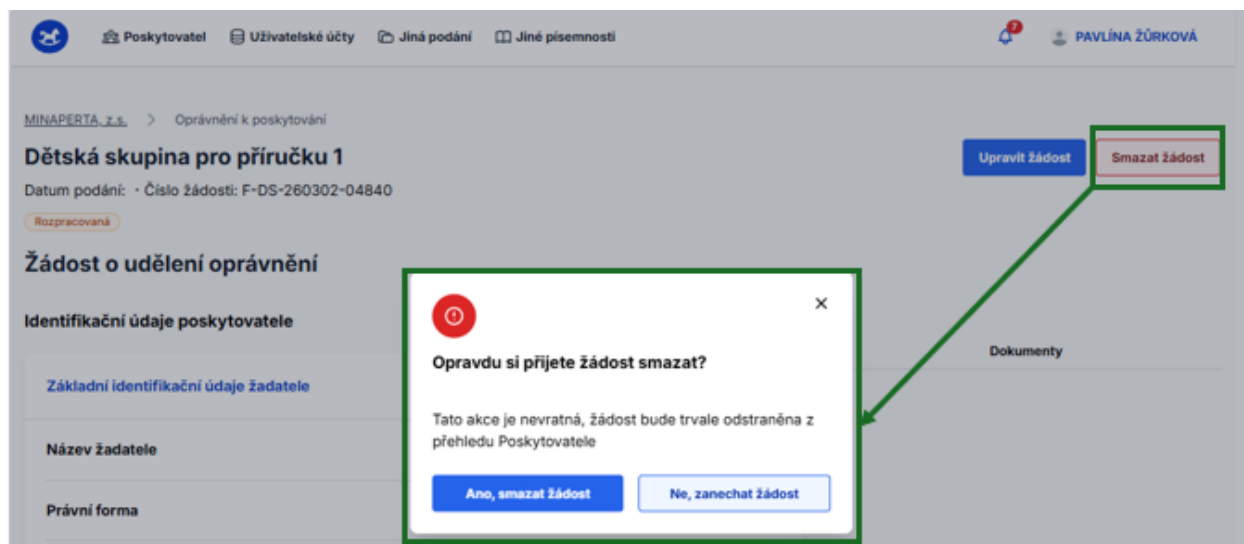 Poskytovatel Uživatelské účty Jiná podání Jiné písemnosti 7 PAVLÍNA ŽŮRKOVÁ
MINAPERTA, z.s. > Oprávnění k poskytování
Dětská skupina pro příručku 1
Upravit žádost Smazat žádost
Datum podání: · Číslo žádosti: F-DS-260302-04840
Rozpracovaná
Žádost o udělení oprávnění
Identifikační údaje poskytovatele
Dokumenty
Základní identifikační údaje žadatele
Název žadatele
Právní forma
Opravdu si přijete žádost smazat?
Tato akce je nevratná, žádost bude trvale odstraněna z
přehledu Poskytovatele
Ano, smazat žádost Ne, zanechat žádost